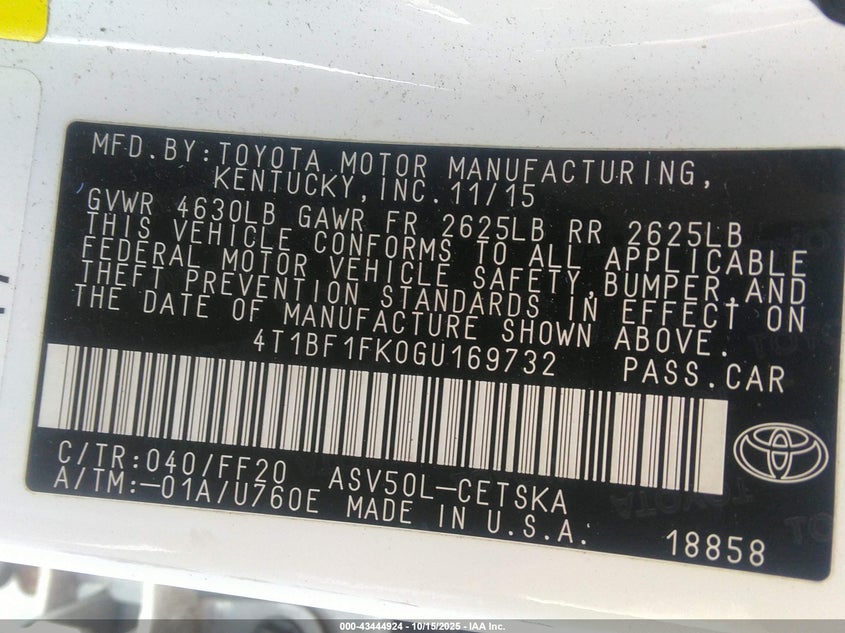 MFD.BY:TOYOTA MOTOR MANUFACTURING,
KENTUCKY,INC. 11/15
GVWR 4630LB GAWR FR 2625LB RR 2625LB
THIS VEHICLE CONFORMS TO ALL APPLICABLE
FEDERAL MOTOR VEHICLE SAFETY,BUMPER,AND
THEFT PREVENTION STANDARDS IN EFFECT ON
THE DATE OF MANUFACTURE SHOWN ABOVE.
4T1BF1FK0GU169732 PASS.CAR
C/TR:040/FF20 ASV50L-CETSKA
A/TM:-01A/U760E MADE IN U.S.A.
18858
000-43444924 - 10/15/2025 - IAA Inc.